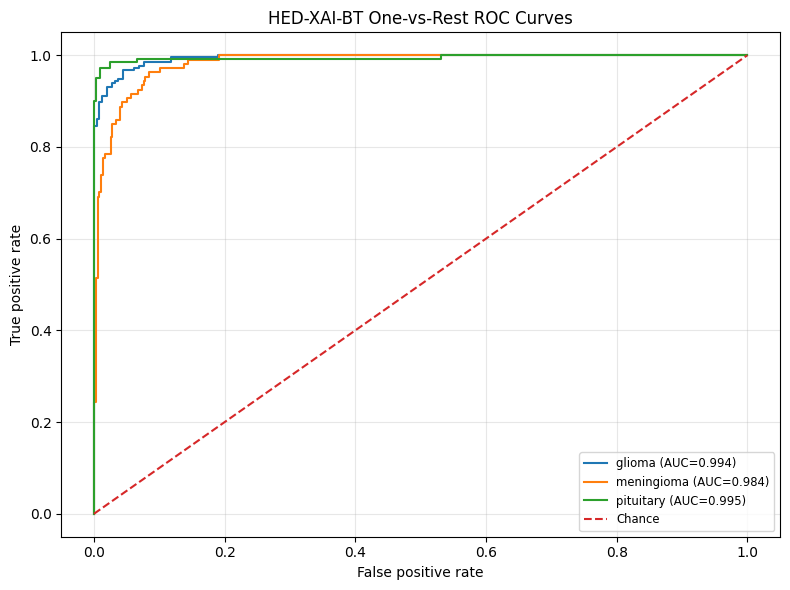 HED-XAI-BT One-vs-Rest ROC Curves
True positive rate
1.0
0.8
0.6
0.4
0.2
0.0
0.0 0.2 0.4 0.6 0.8 1.0
False positive rate
glioma (AUC=0.994)
meningioma (AUC=0.984)
pituitary (AUC=0.995)
Chance